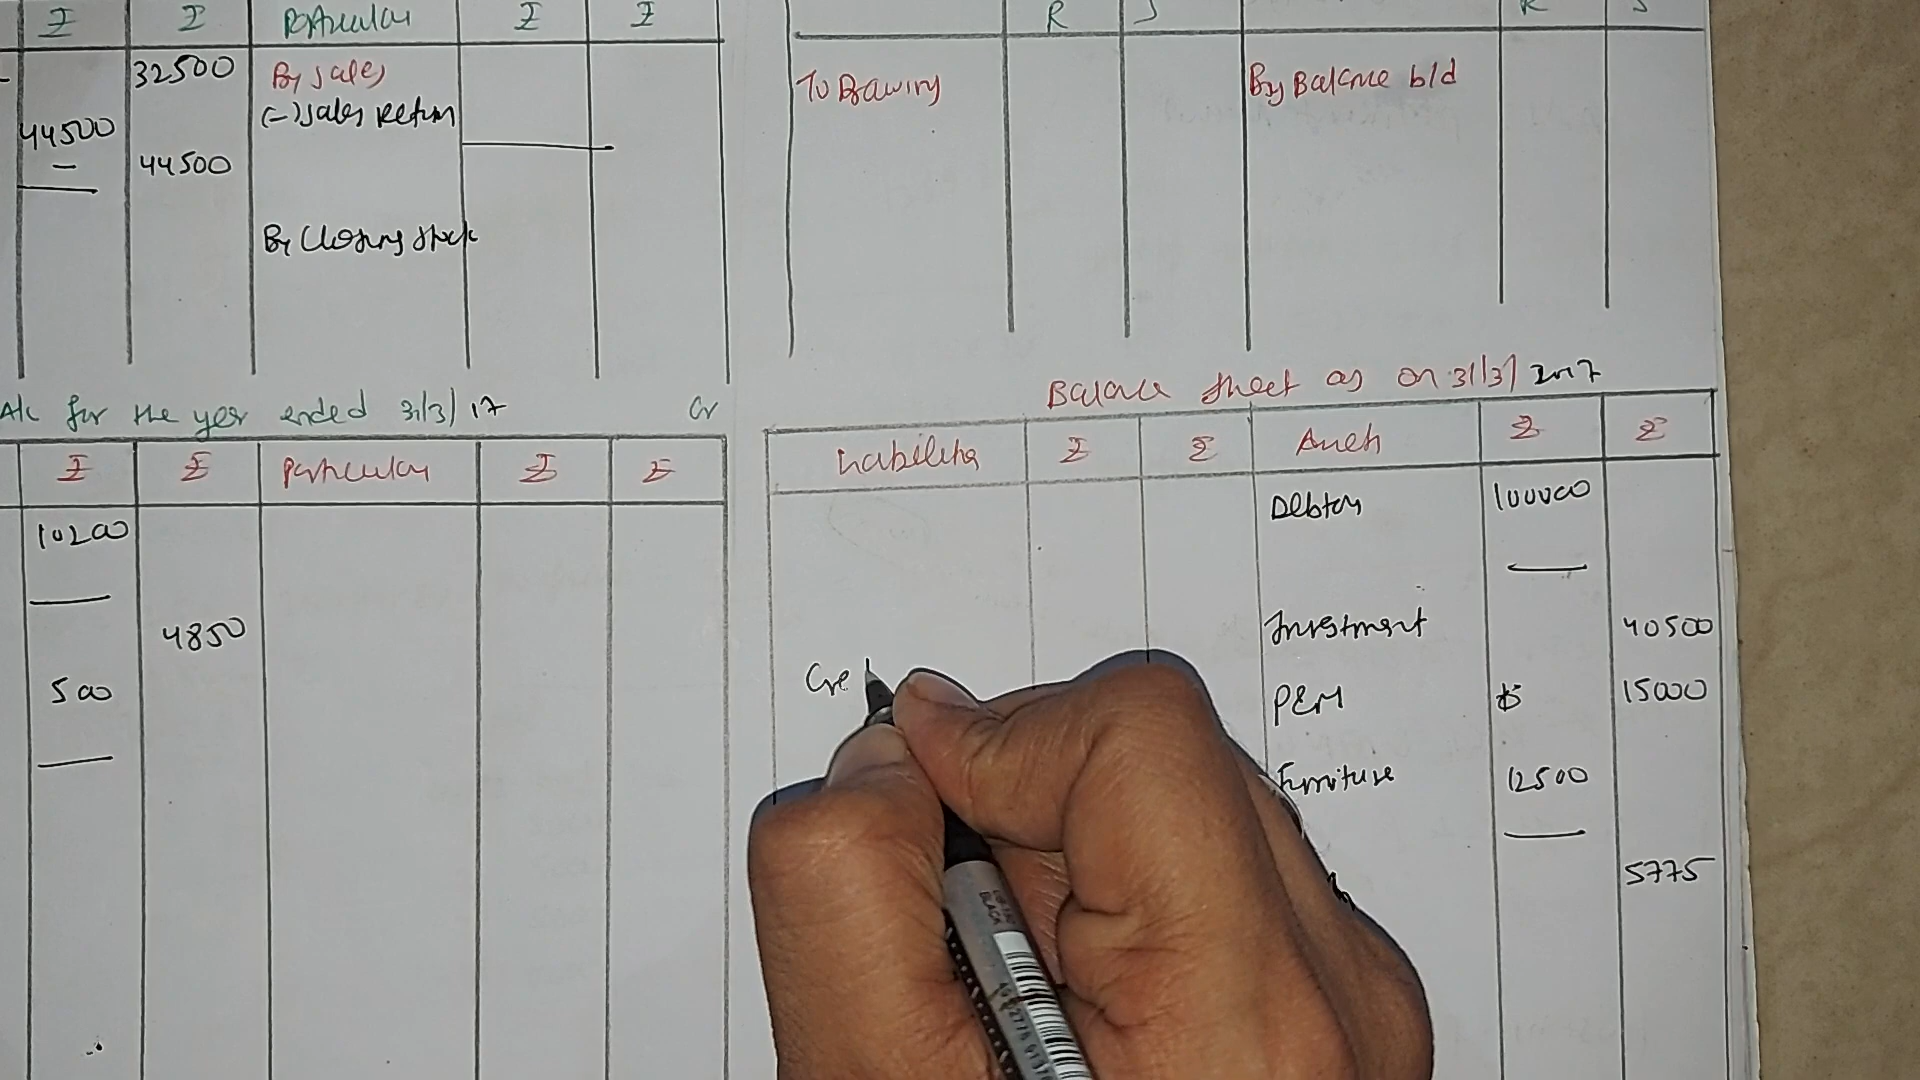 ₹ ₹ Particular ₹ ₹
32500 By Sales
(-) Sales Return
44500
- 44500
By Closing Stock
R S R S
To Drawing By Balance b/d
A/c for the year ended 31/3/17 Cr
₹ ₹ Particular ₹ ₹
10200
4850
500
Balance Sheet as on 31/3/2017
Liabilities ₹ ₹ Assets ₹ ₹
Debtors 100000
Investment 40500
Cre P&M 15000
Furniture 12500
5775
BLACK